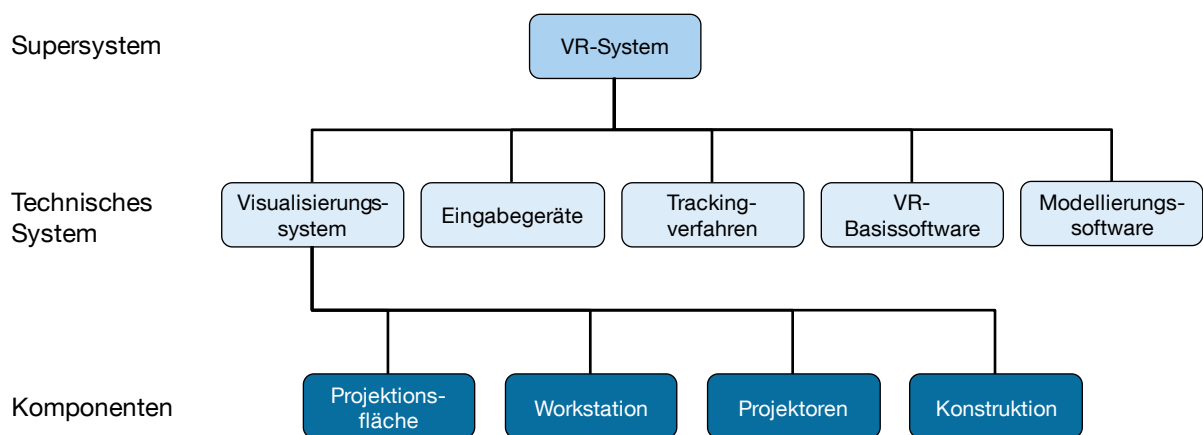 Supersystem
VR-System
Technisches
System
Visualisierungs-
system
Eingabegeräte
Tracking-
verfahren
VR-
Basissoftware
Modellierungs-
software
Komponenten
Projektions-
fläche
Workstation
Projektoren
Konstruktion